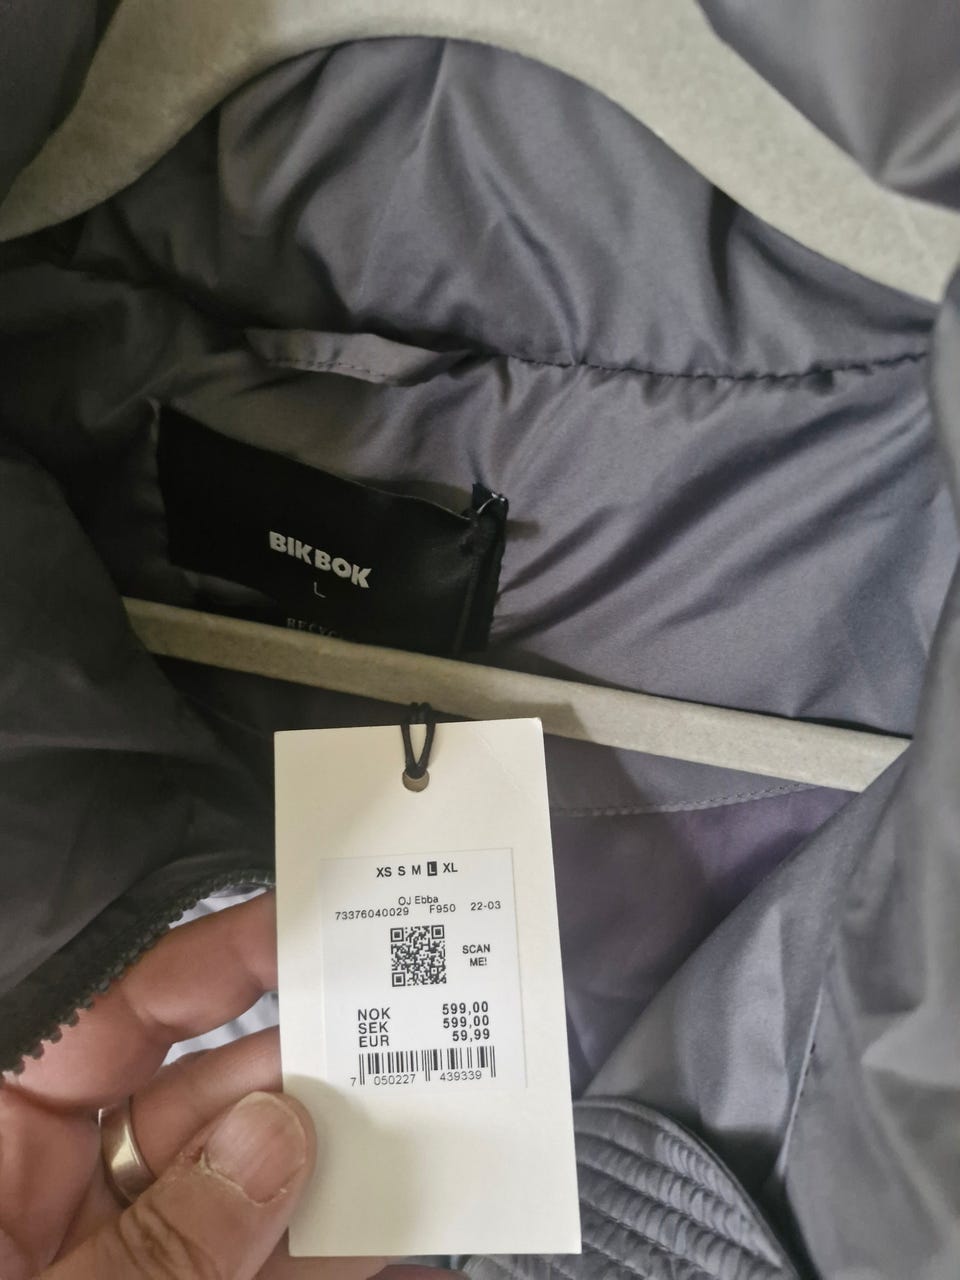 BIK BOK
L
XS S M L XL
OJ Ebba
73376040029 F950 22-03
SCAN
ME!
NOK 599,00
SEK 599,00
EUR 59,99
7 050227 439339